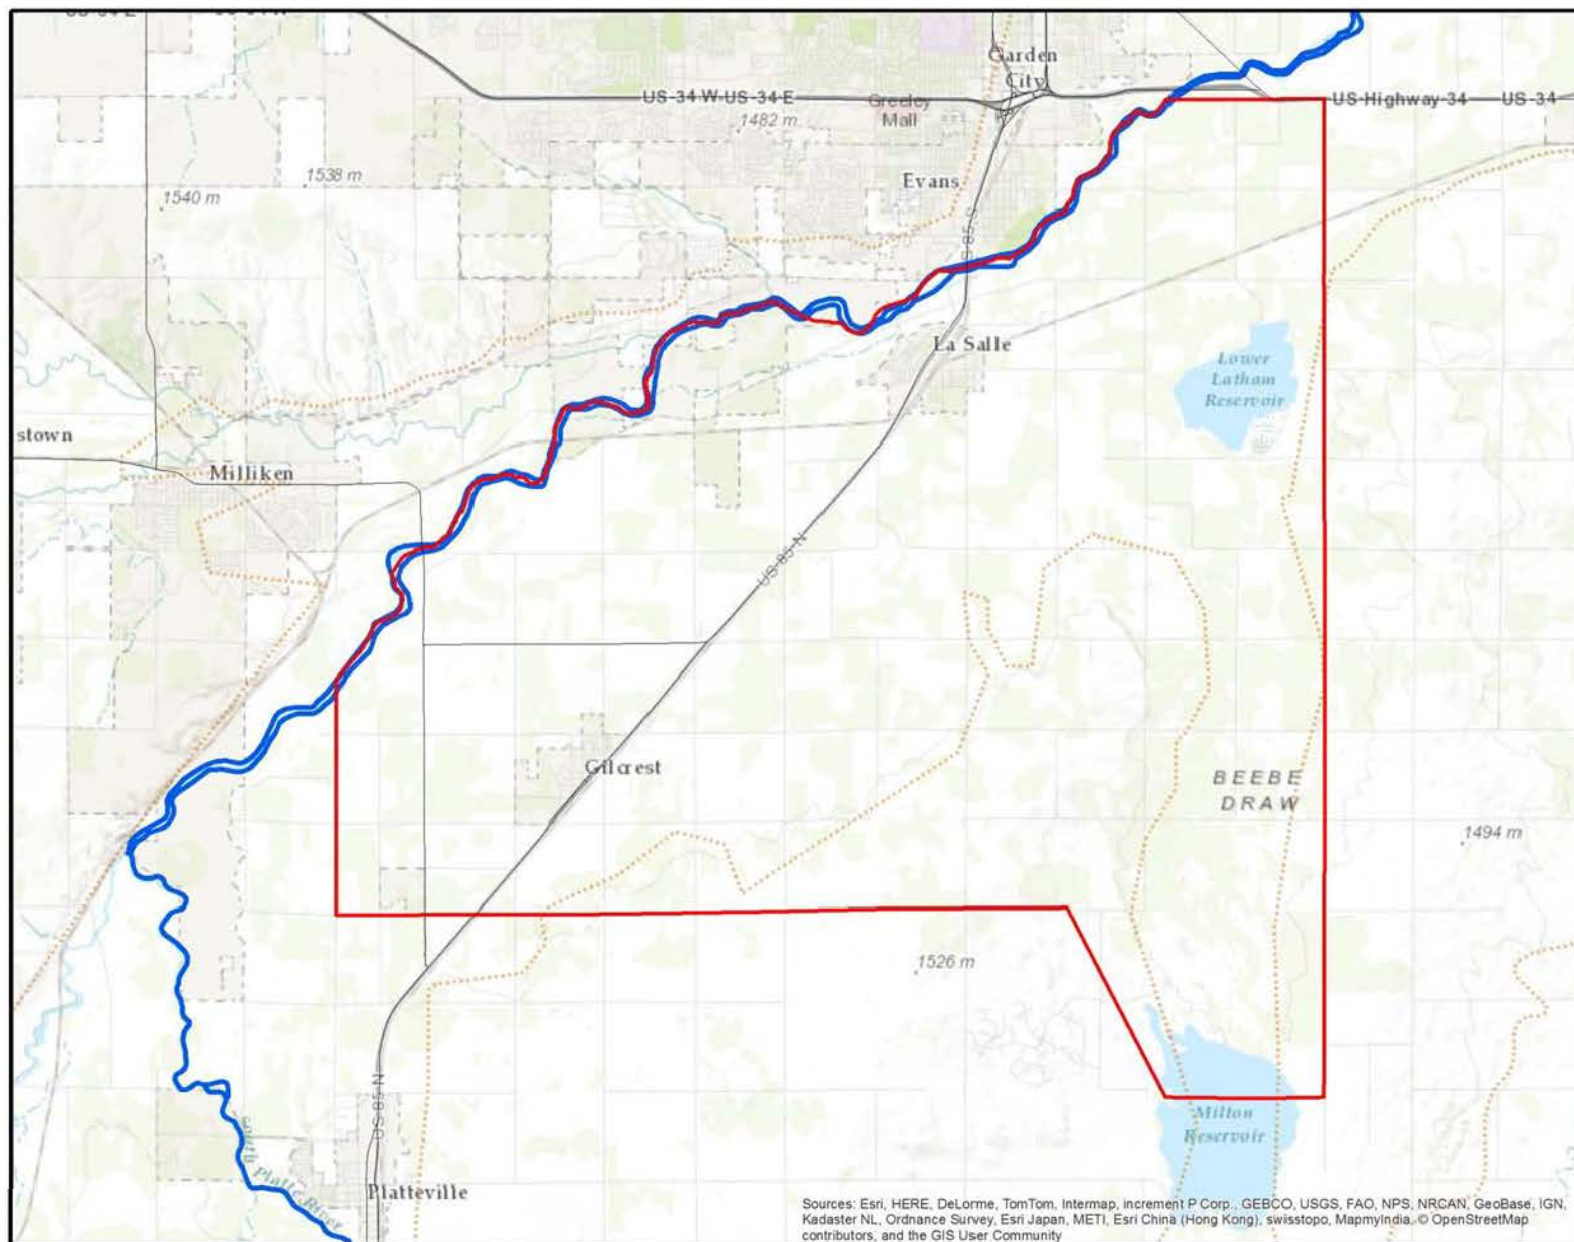 US-34 W-US-34-E
Garden
City
Greeley
Mall
1482 m
US Highway 34
US-34
1538 m
1540 m
Evans
US-85-S
La Salle
Lower
Latham
Reservoir
stown
Milliken
US-85-N
Gilcrest
BEEBE
DRAW
1494 m
1526 m
US-85-N
Milton
Reservoir
South Platte River
Platteville
Sources: Esri, HERE, DeLorme, TomTom, Intermap, increment P Corp., GEBCO, USGS, FAO, NPS, NRCAN, GeoBase, IGN,
Kadaster NL, Ordnance Survey, Esri Japan, METI, Esri China (Hong Kong), swisstopo, MapmyIndia, © OpenStreetMap
contributors, and the GIS User Community